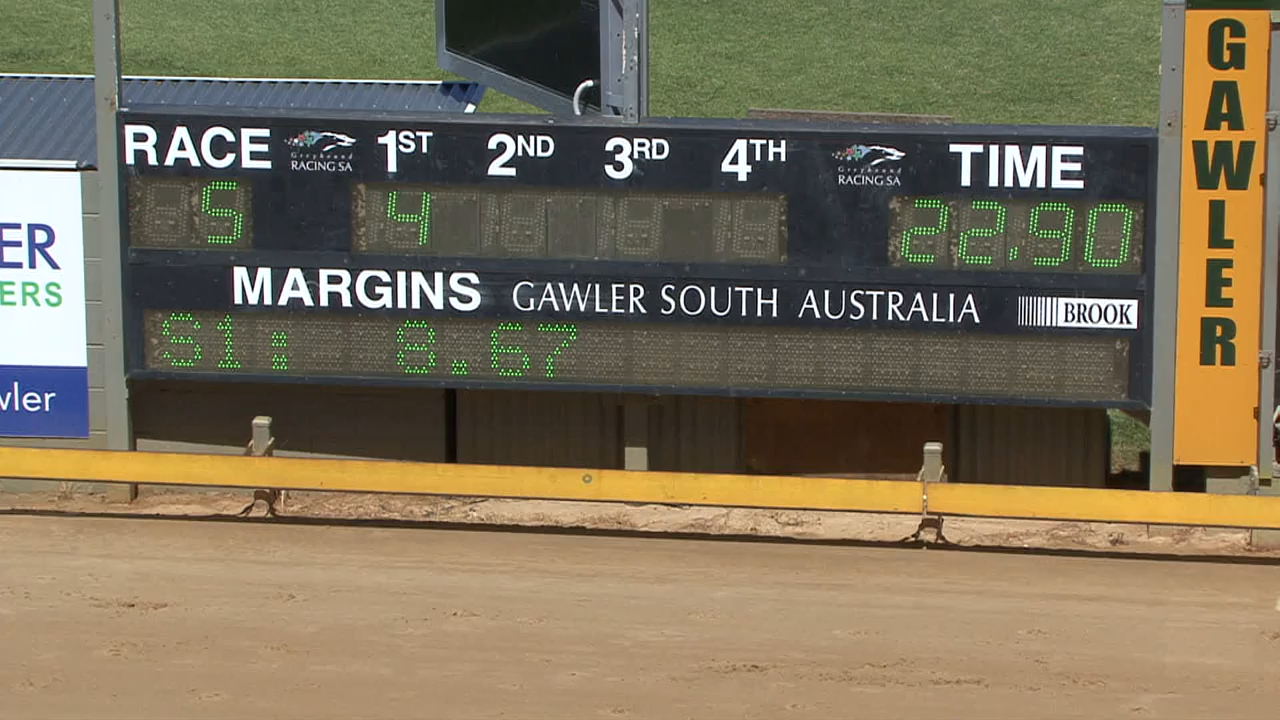 RACE Greyhound RACING SA 1ST 2ND 3RD 4TH Greyhound RACING SA TIME
5 4 22.90
MARGINS GAWLER SOUTH AUSTRALIA BROOK
S1: 8.67
GAWLER
ER
ERS
wler